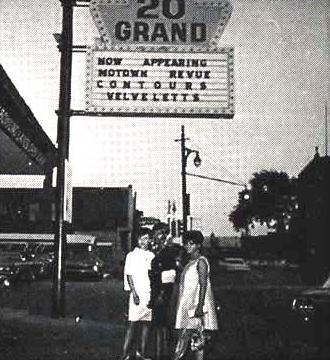 20
GRAND
NOW APPEARING
MOTOWN REVUE
CONTOURS
VELVELETTS